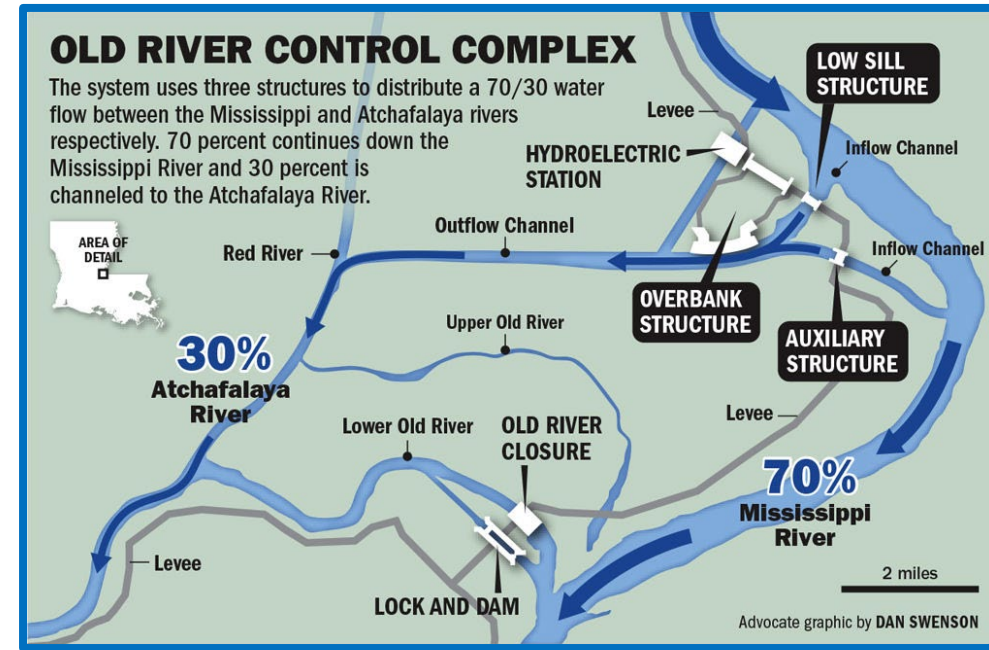 OLD RIVER CONTROL COMPLEX
The system uses three structures to distribute a 70/30 water
flow between the Mississippi and Atchafalaya rivers
respectively. 70 percent continues down the
Mississippi River and 30 percent is
channeled to the Atchafalaya River.
LOW SILL
STRUCTURE
Levee
HYDROELECTRIC
STATION
Inflow Channel
AREA OF
DETAIL
Red River
Outflow Channel
Inflow Channel
OVERBANK
STRUCTURE
AUXILIARY
STRUCTURE
Upper Old River
30%
Atchafalaya
River
Lower Old River
OLD RIVER
CLOSURE
Levee
70%
Mississippi
River
Levee
LOCK AND DAM
2 miles
Advocate graphic by DAN SWENSON